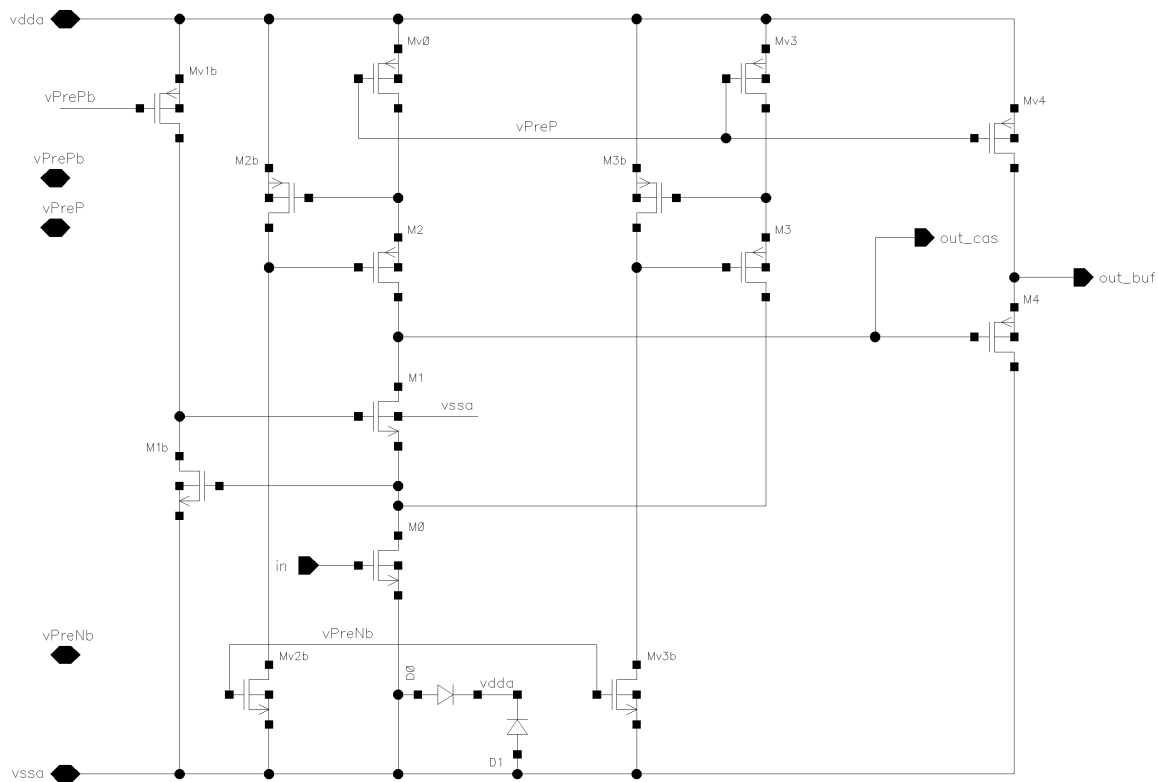 vdda
Mv0
Mv3
Mv1b
vPrePb
Mv4
vPreP
vPrePb
M2b
M3b
vPreP
M2
M3
out_cas
out_buf
M4
M1
vssa
M1b
M0
in
vPreNb
vPreNb
Mv2b
Mv3b
D0
vdda
D1
vssa